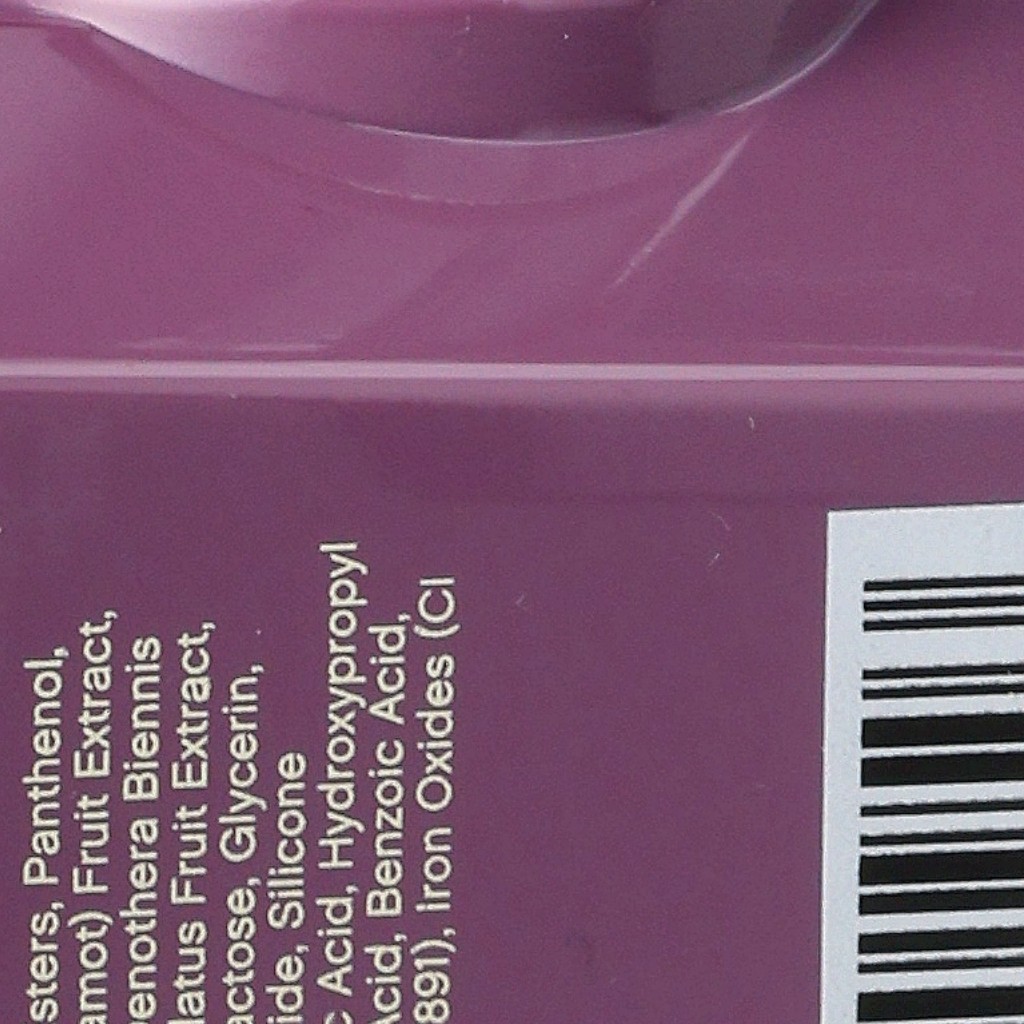 sters, Panthenol,
amot) Fruit Extract,
enothera Biennis
latus Fruit Extract,
actose, Glycerin,
ide, Silicone
c Acid, Hydroxypropyl
Acid, Benzoic Acid,
891), Iron Oxides (CI